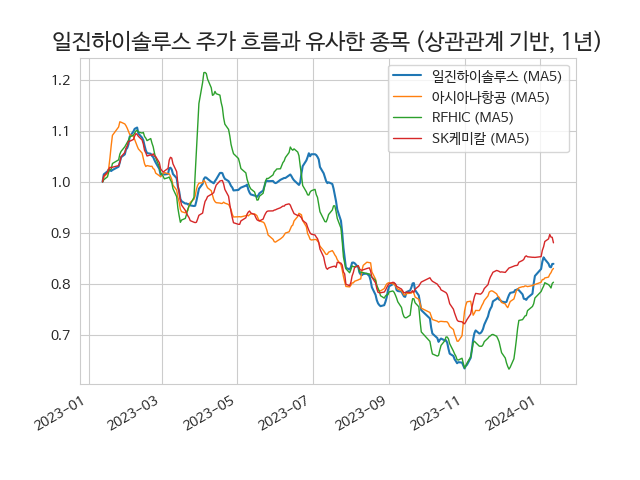 일진하이솔루스 주가 흐름과 유사한 종목 (상관관계 기반, 1년)
일진하이솔루스 (MA5)
아시아나항공 (MA5)
RFHIC (MA5)
SK케미칼 (MA5)
1.2
1.1
1.0
0.9
0.8
0.7
2023-01
2023-03
2023-05
2023-07
2023-09
2023-11
2024-01